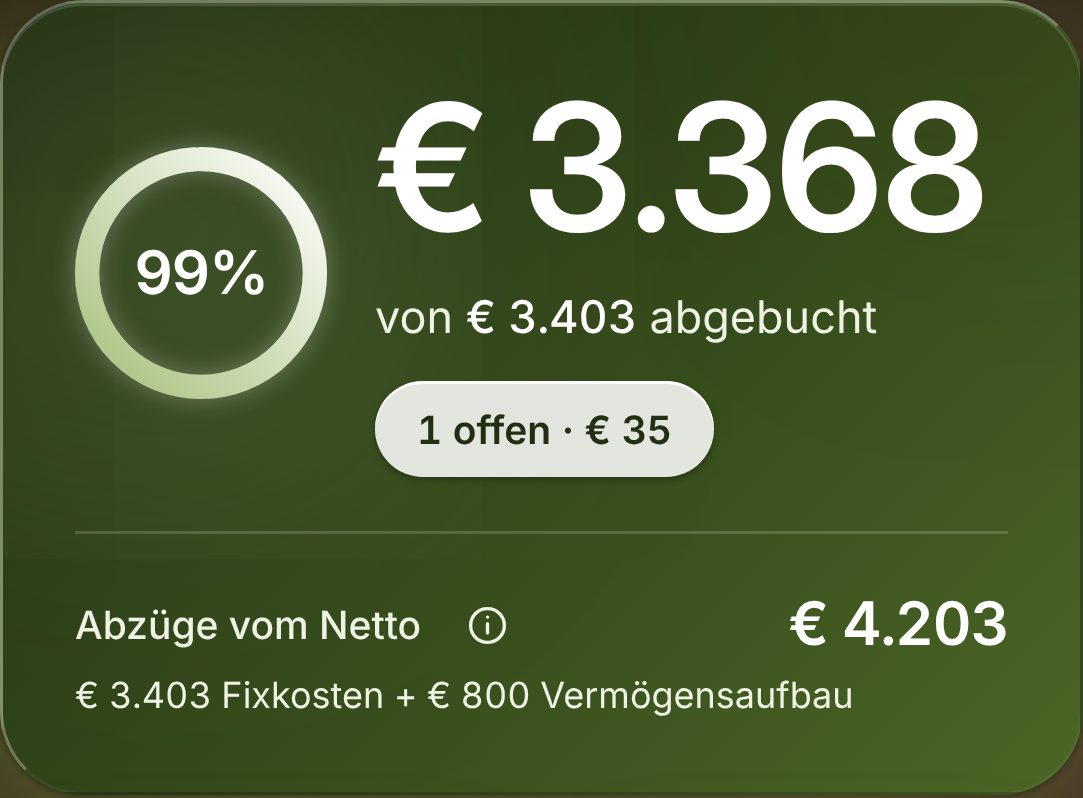 99%
€ 3.368
von € 3.403 abgebucht
1 offen · € 35
Abzüge vom Netto
€ 4.203
€ 3.403 Fixkosten + € 800 Vermögensaufbau